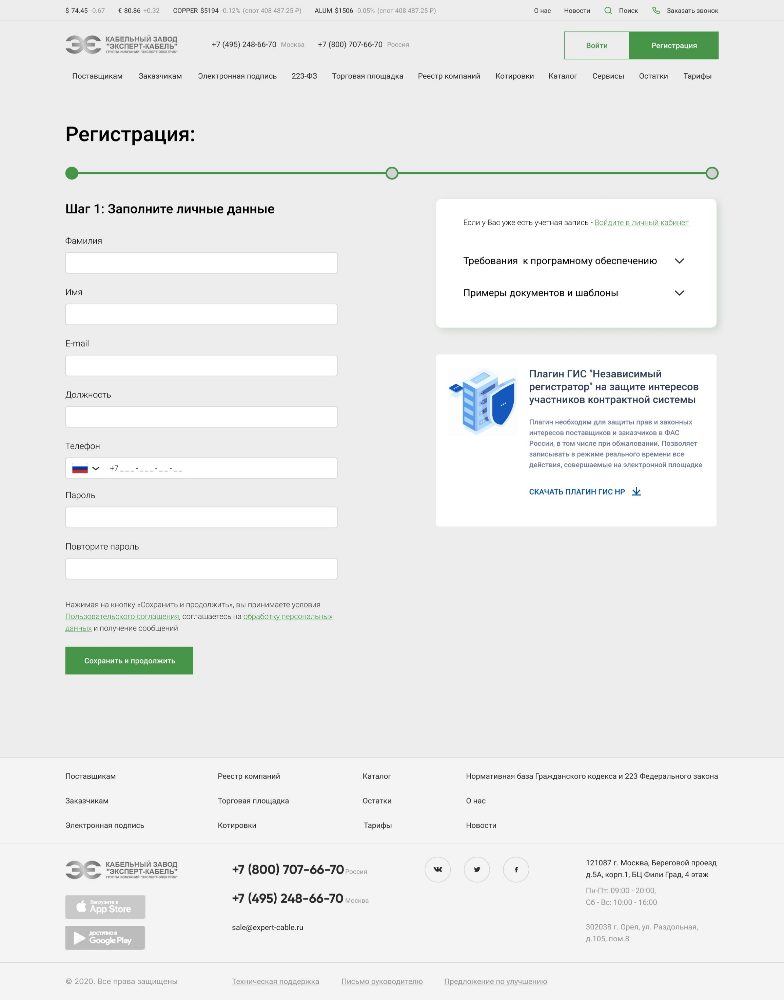 $ 74.45 -0.67 € 80.86 +0.32 COPPER $5194 -0.12% (спот 408 487.25 ₽) ALUM $1506 -0.05% (спот 408 487.25 ₽) О нас Новости Поиск Заказать звонок
КАБЕЛЬНЫЙ ЗАВОД
"ЭКСПЕРТ-КАБЕЛЬ"
ГРУППА КОМПАНИЙ "ЭКСПЕРТ-ЭЛЕКТРИК"
+7 (495) 248-66-70 Москва +7 (800) 707-66-70 Россия
Войти Регистрация
Поставщикам Заказчикам Электронная подпись 223-ФЗ Торговая площадка Реестр компаний Котировки Каталог Сервисы Остатки Тарифы
Регистрация:
Шаг 1: Заполните личные данные
Фамилия
Имя
E-mail
Должность
Телефон
+7 _ _ _ - _ _ _ - _ _ - _ _
Пароль
Повторите пароль
Нажимая на кнопку «Сохранить и продолжить», вы принимаете условия
Пользовательского соглашения, соглашаетесь на обработку персональных
данных и получение сообщений
Сохранить и продолжить
Если у Вас уже есть учетная запись - Войдите в личный кабинет
Требования к програмному обеспечению
Примеры документов и шаблоны
Плагин ГИС "Независимый
регистратор" на защите интересов
участников контрактной системы
Плагин необходим для защиты прав и законных
интересов поставщиков и заказчиков в ФАС
России, в том числе при обжаловании. Позволяет
записывать в режиме реального времени все
действия, совершаемые на электронной площадке
СКАЧАТЬ ПЛАГИН ГИС НР
Поставщикам Реестр компаний Каталог Нормативная база Гражданского кодекса и 223 Федерального закона
Заказчикам Торговая площадка Остатки О нас
Электронная подпись Котировки Тарифы Новости
КАБЕЛЬНЫЙ ЗАВОД
"ЭКСПЕРТ-КАБЕЛЬ"
ГРУППА КОМПАНИЙ "ЭКСПЕРТ-ЭЛЕКТРИК"
Загрузите в
App Store
ДОСТУПНО В
Google Play
+7 (800) 707-66-70 Россия
+7 (495) 248-66-70 Москва
sale@expert-cable.ru
121087 г. Москва, Береговой проезд
д.5А, корп.1, БЦ Фили Град, 4 этаж
Пн-Пт: 09:00 - 20:00,
Сб - Вс: 10:00 - 16:00
302038 г. Орел, ул. Раздольная,
д.105, пом.8
© 2020. Все права защищены Техническая поддержка Письмо руководителю Предложение по улучшению